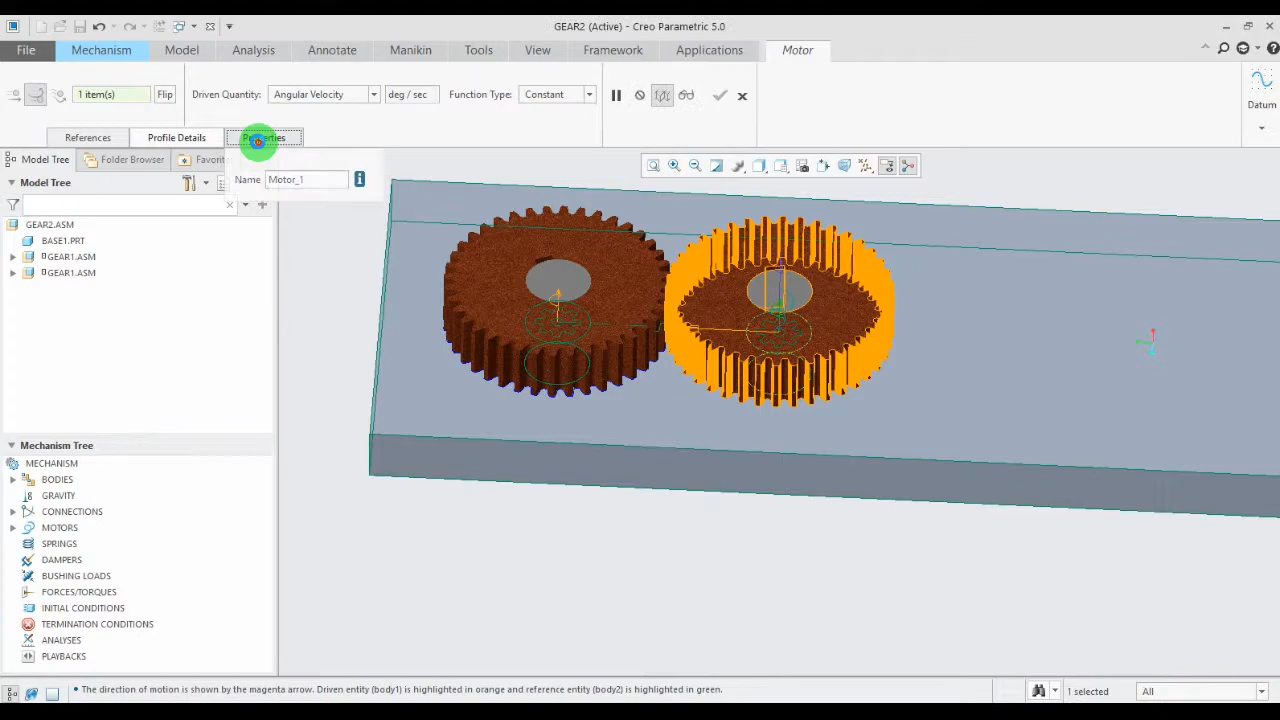 GEAR2 (Active) - Creo Parametric 5.0
File Mechanism Model Analysis Annotate Manikin Tools View Framework Applications Motor
1 item(s) Flip Driven Quantity: Angular Velocity deg / sec Function Type: Constant
Datum
References Profile Details Properties
Model Tree Folder Browser Favorit
Model Tree
Name Motor_1
GEAR2.ASM
BASE1.PRT
GEAR1.ASM
GEAR1.ASM
Mechanism Tree
MECHANISM
BODIES
GRAVITY
CONNECTIONS
MOTORS
SPRINGS
DAMPERS
BUSHING LOADS
FORCES/TORQUES
INITIAL CONDITIONS
TERMINATION CONDITIONS
ANALYSES
PLAYBACKS
• The direction of motion is shown by the magenta arrow. Driven entity (body1) is highlighted in orange and reference entity (body2) is highlighted in green.
1 selected All